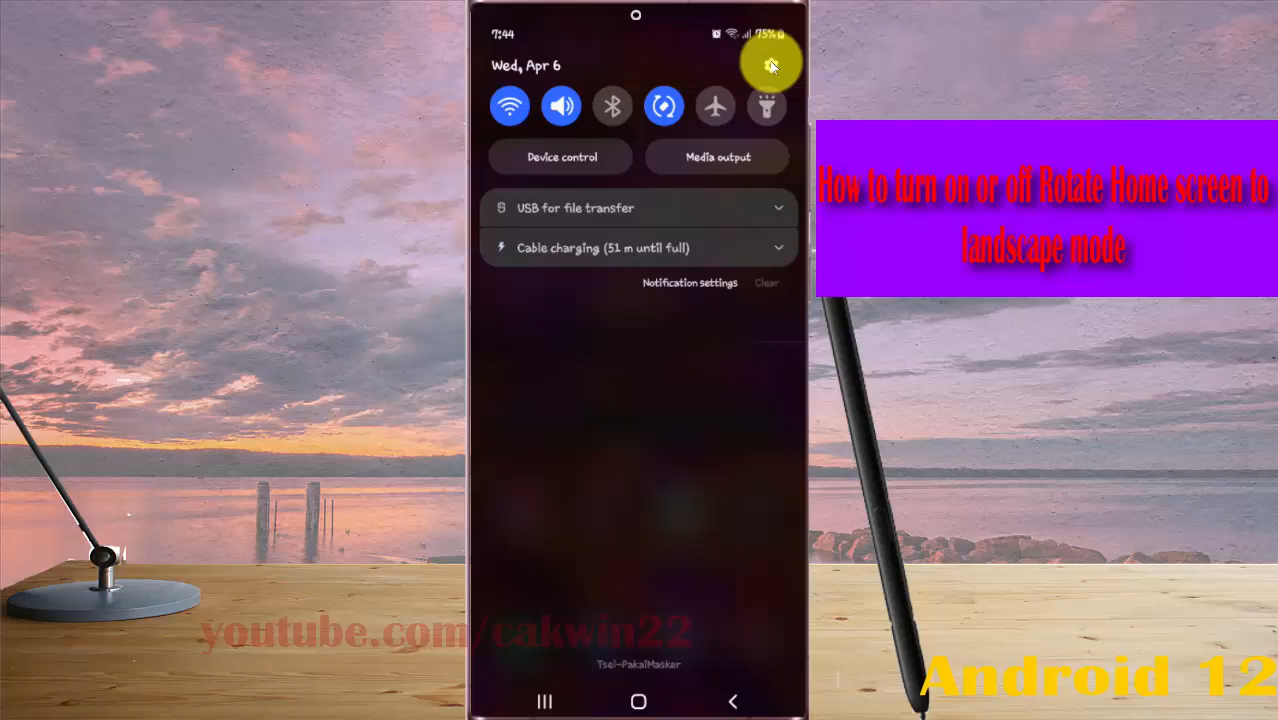 7:44
75%
Wed, Apr 6
Device control
Media output
USB for file transfer
Cable charging (51 m until full)
Notification settings
Clear
How to turn on or off Rotate Home screen to
landscape mode
youtube.com/cakwin22
Tsel-PakaiMasker
Android 12